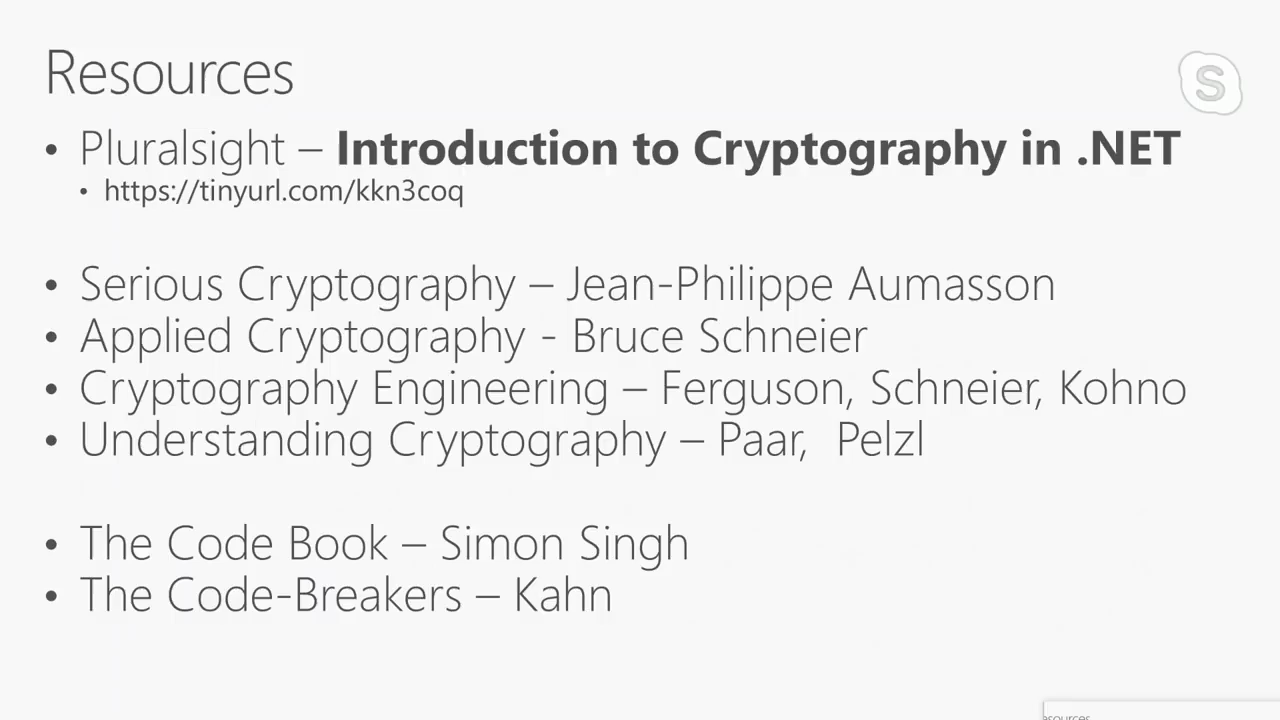 Resources
• Pluralsight – Introduction to Cryptography in .NET
• https://tinyurl.com/kkn3coq
• Serious Cryptography – Jean-Philippe Aumasson
• Applied Cryptography - Bruce Schneier
• Cryptography Engineering – Ferguson, Schneier, Kohno
• Understanding Cryptography – Paar, Pelzl
• The Code Book – Simon Singh
• The Code-Breakers – Kahn